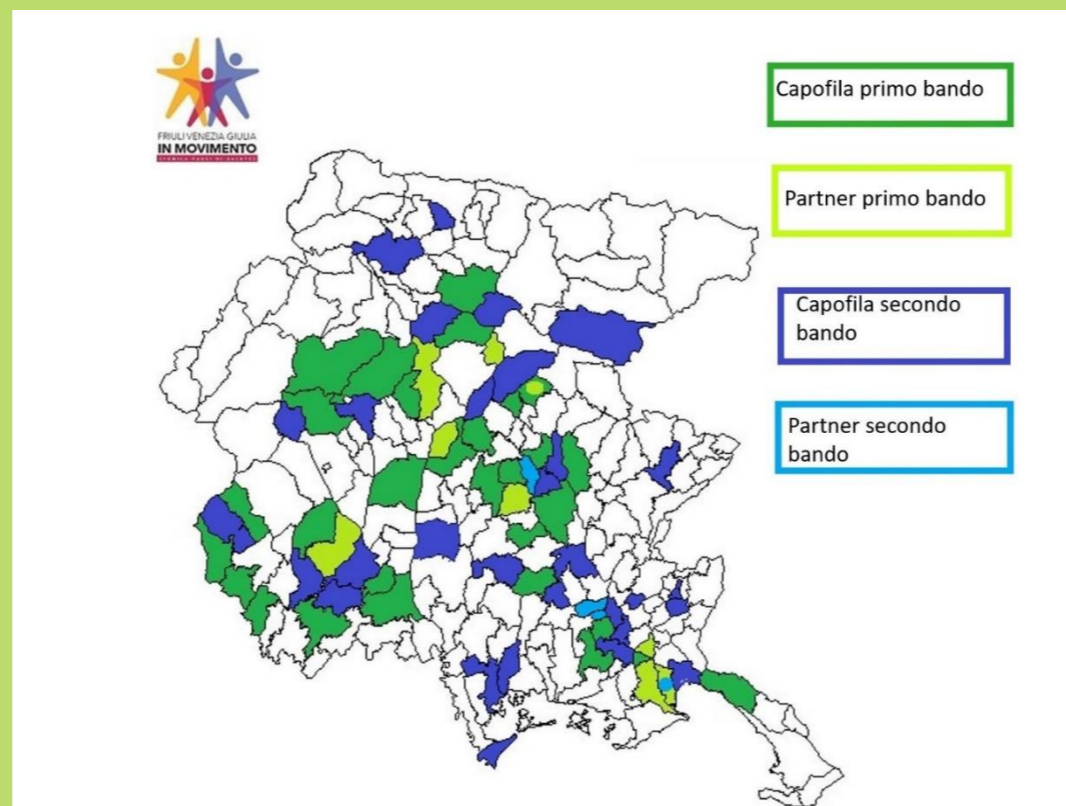 FRIULI VENEZIA GIULIA
IN MOVIMENTO
Capofila primo bando
Partner primo bando
Capofila secondo
bando
Partner secondo
bando